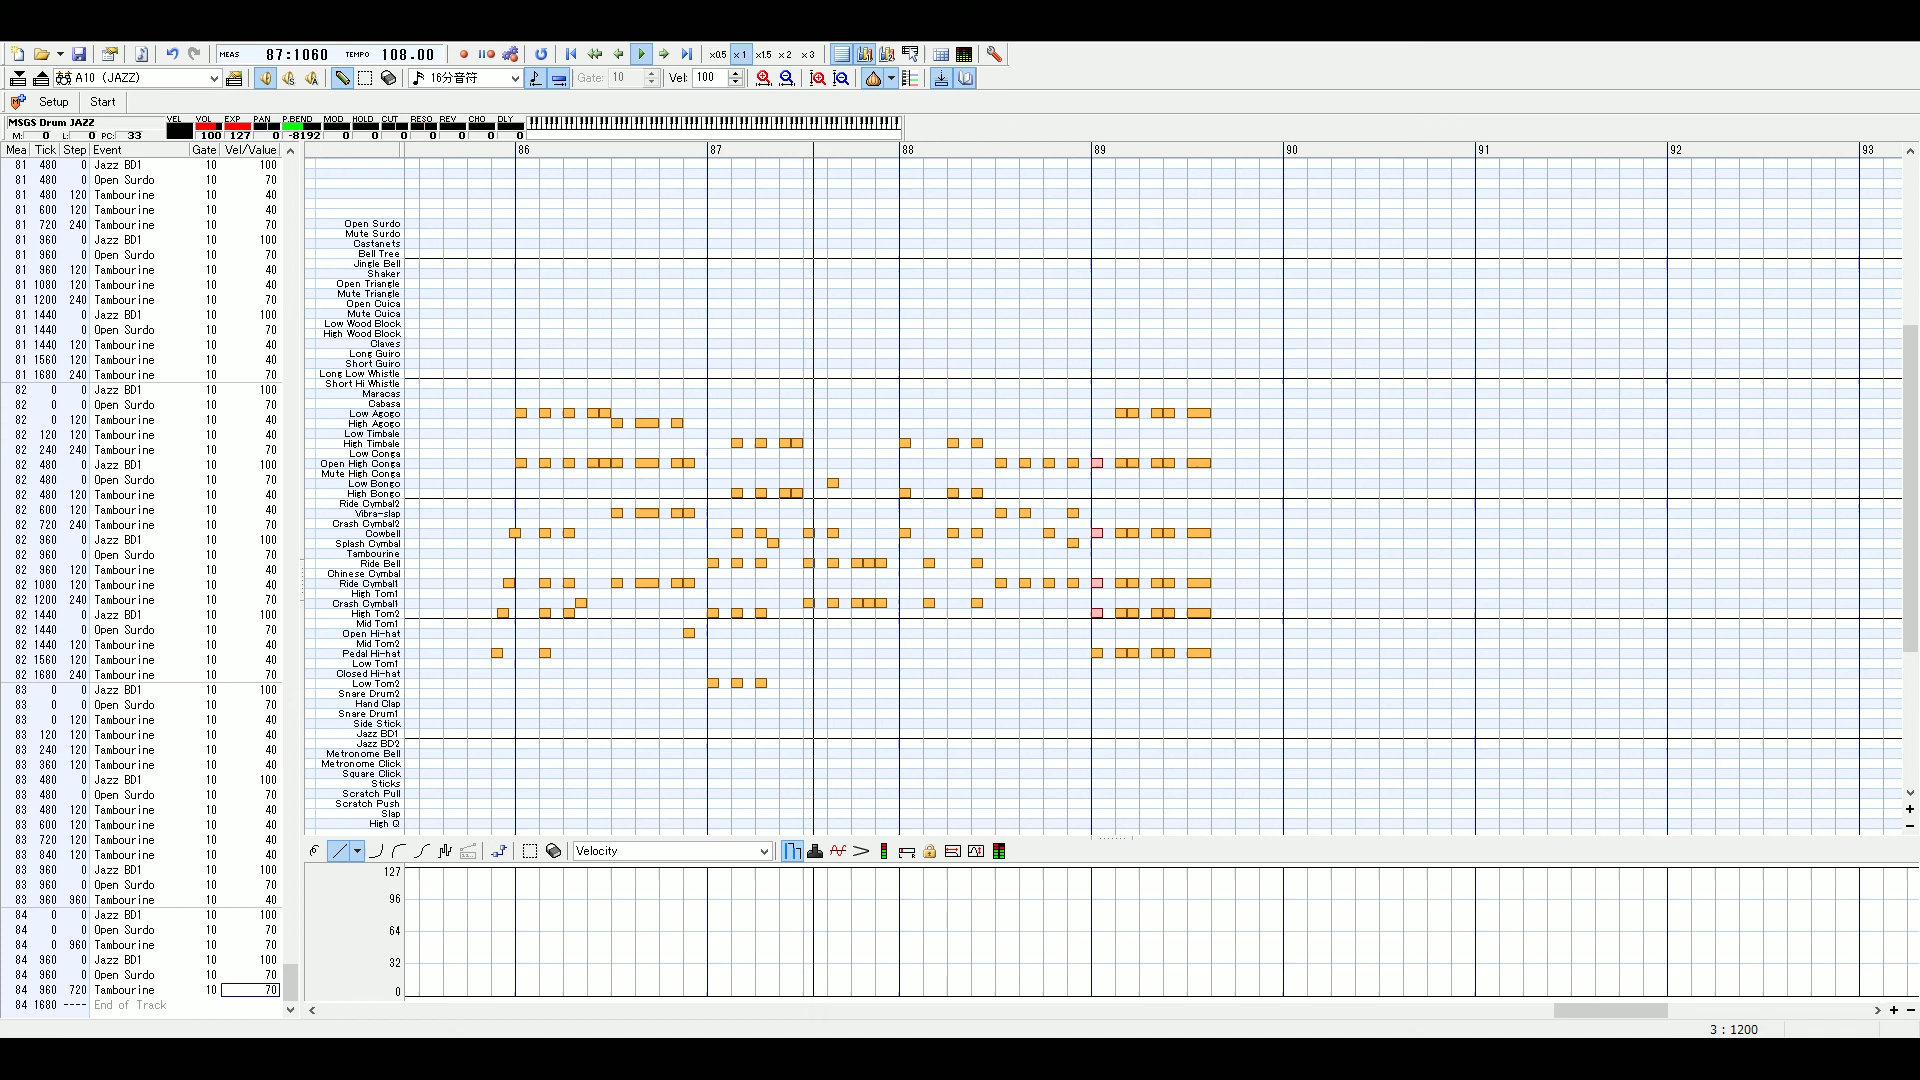 MEAS 87:1060 TEMPO 108.00 x0.5 x1 x1.5 x2 x3
A10 (JAZZ) 16分音符 Gate: 10 Vel: 100
Setup Start
MSGS Drum JAZZ VEL VOL EXP PAN P.BEND MOD HOLD CUT RESO REV CHO DLY
M: 0 L: 0 PC: 33 100 127 0 -8192 0 0 0 0 0 0 0
Mea Tick Step Event Gate Vel/Value
81 480 0 Jazz BD1 10 100
81 480 0 Open Surdo 10 70
81 480 120 Tambourine 10 40
81 600 120 Tambourine 10 40
81 720 240 Tambourine 10 70
81 960 0 Jazz BD1 10 100
81 960 0 Open Surdo 10 70
81 960 120 Tambourine 10 40
81 1080 120 Tambourine 10 40
81 1200 240 Tambourine 10 70
81 1440 0 Jazz BD1 10 100
81 1440 0 Open Surdo 10 70
81 1440 120 Tambourine 10 40
81 1560 120 Tambourine 10 40
81 1680 240 Tambourine 10 70
82 0 0 Jazz BD1 10 100
82 0 0 Open Surdo 10 70
82 0 120 Tambourine 10 40
82 120 120 Tambourine 10 40
82 240 240 Tambourine 10 70
82 480 0 Jazz BD1 10 100
82 480 0 Open Surdo 10 70
82 480 120 Tambourine 10 40
82 600 120 Tambourine 10 40
82 720 240 Tambourine 10 70
82 960 0 Jazz BD1 10 100
82 960 0 Open Surdo 10 70
82 960 120 Tambourine 10 40
82 1080 120 Tambourine 10 40
82 1200 240 Tambourine 10 70
82 1440 0 Jazz BD1 10 100
82 1440 0 Open Surdo 10 70
82 1440 120 Tambourine 10 40
82 1560 120 Tambourine 10 40
82 1680 240 Tambourine 10 70
83 0 0 Jazz BD1 10 100
83 0 0 Open Surdo 10 70
83 0 120 Tambourine 10 40
83 120 120 Tambourine 10 40
83 240 120 Tambourine 10 40
83 360 120 Tambourine 10 40
83 480 0 Jazz BD1 10 100
83 480 0 Open Surdo 10 70
83 480 120 Tambourine 10 40
83 600 120 Tambourine 10 40
83 720 120 Tambourine 10 40
83 840 120 Tambourine 10 40
83 960 0 Jazz BD1 10 100
83 960 0 Open Surdo 10 70
83 960 960 Tambourine 10 40
84 0 0 Jazz BD1 10 100
84 0 0 Open Surdo 10 70
84 0 960 Tambourine 10 70
84 960 0 Jazz BD1 10 100
84 960 0 Open Surdo 10 70
84 960 720 Tambourine 10 70
84 1680 ---- End of Track
86 87 88 89 90 91 92 93
Open Surdo
Mute Surdo
Castanets
Bell Tree
Jingle Bell
Shaker
Open Triangle
Mute Triangle
Open Cuica
Mute Cuica
Low Wood Block
High Wood Block
Claves
Long Guiro
Short Guiro
Long Low Whistle
Short Hi Whistle
Maracas
Cabasa
Low Agogo
High Agogo
Low Timbale
High Timbale
Low Conga
Open High Conga
Mute High Conga
Low Bongo
High Bongo
Ride Cymbal2
Vibra-slap
Crash Cymbal2
Cowbell
Splash Cymbal
Tambourine
Ride Bell
Chinese Cymbal
Ride Cymbal1
High Tom1
Crash Cymbal1
High Tom2
Mid Tom1
Open Hi-hat
Mid Tom2
Pedal Hi-hat
Low Tom1
Closed Hi-hat
Low Tom2
Snare Drum2
Hand Clap
Snare Drum1
Side Stick
Jazz BD1
Jazz BD2
Metronome Bell
Metronome Click
Square Click
Sticks
Scratch Pull
Scratch Push
Slap
High Q
Velocity
127
96
64
32
0
3 : 1200